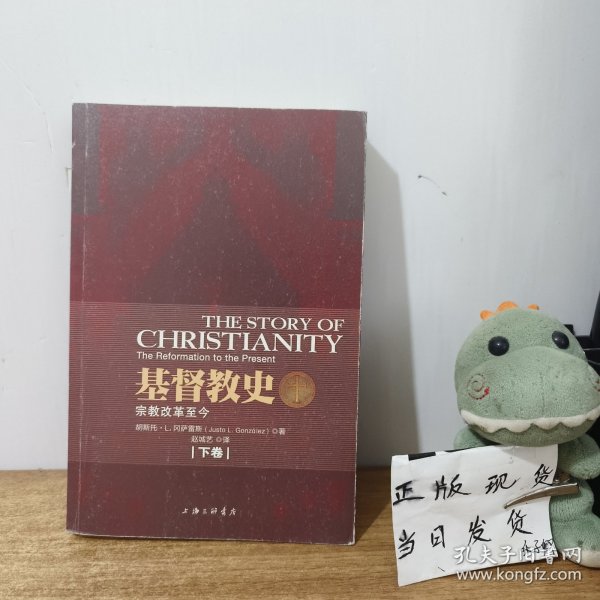 THE STORY OF
CHRISTIANITY
The Reformation to the Present
基督教史
宗教改革至今
胡斯托·L.冈萨雷斯(Justo L. González)◎著
赵城艺 ◎译
下卷
上海三联书店
正版现货
当日发货
孔夫子旧书网
www.kongfz.com